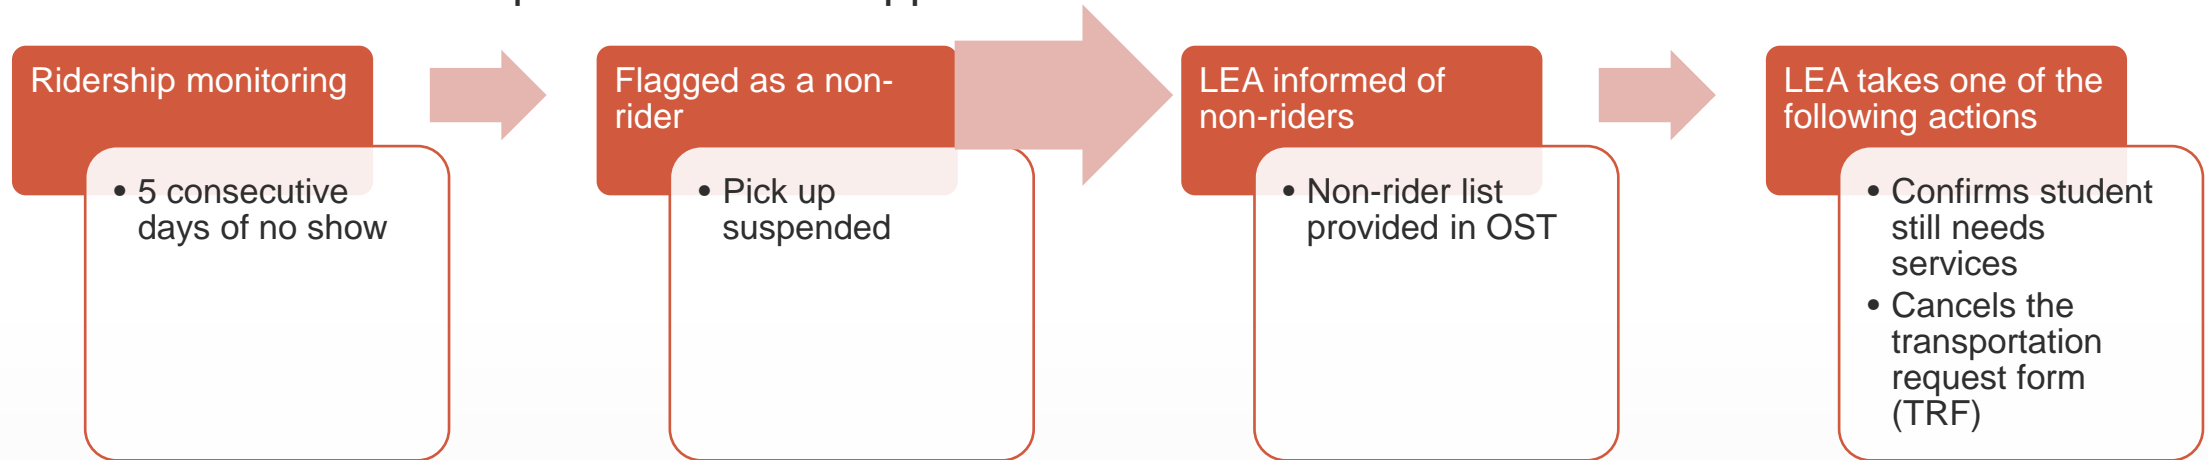 Ridership monitoring
• 5 consecutive
days of no show
Flagged as a non-
rider
• Pick up
suspended
LEA informed of
non-riders
• Non-rider list
provided in OST
LEA takes one of the
following actions
• Confirms student
still needs
services
• Cancels the
transportation
request form
(TRF)